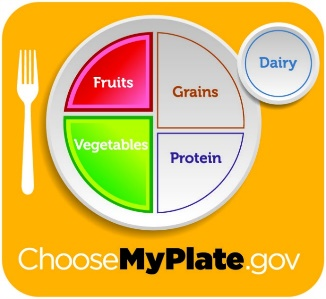 Fruits
Grains
Dairy
Vegetables
Protein
ChooseMyPlate.gov